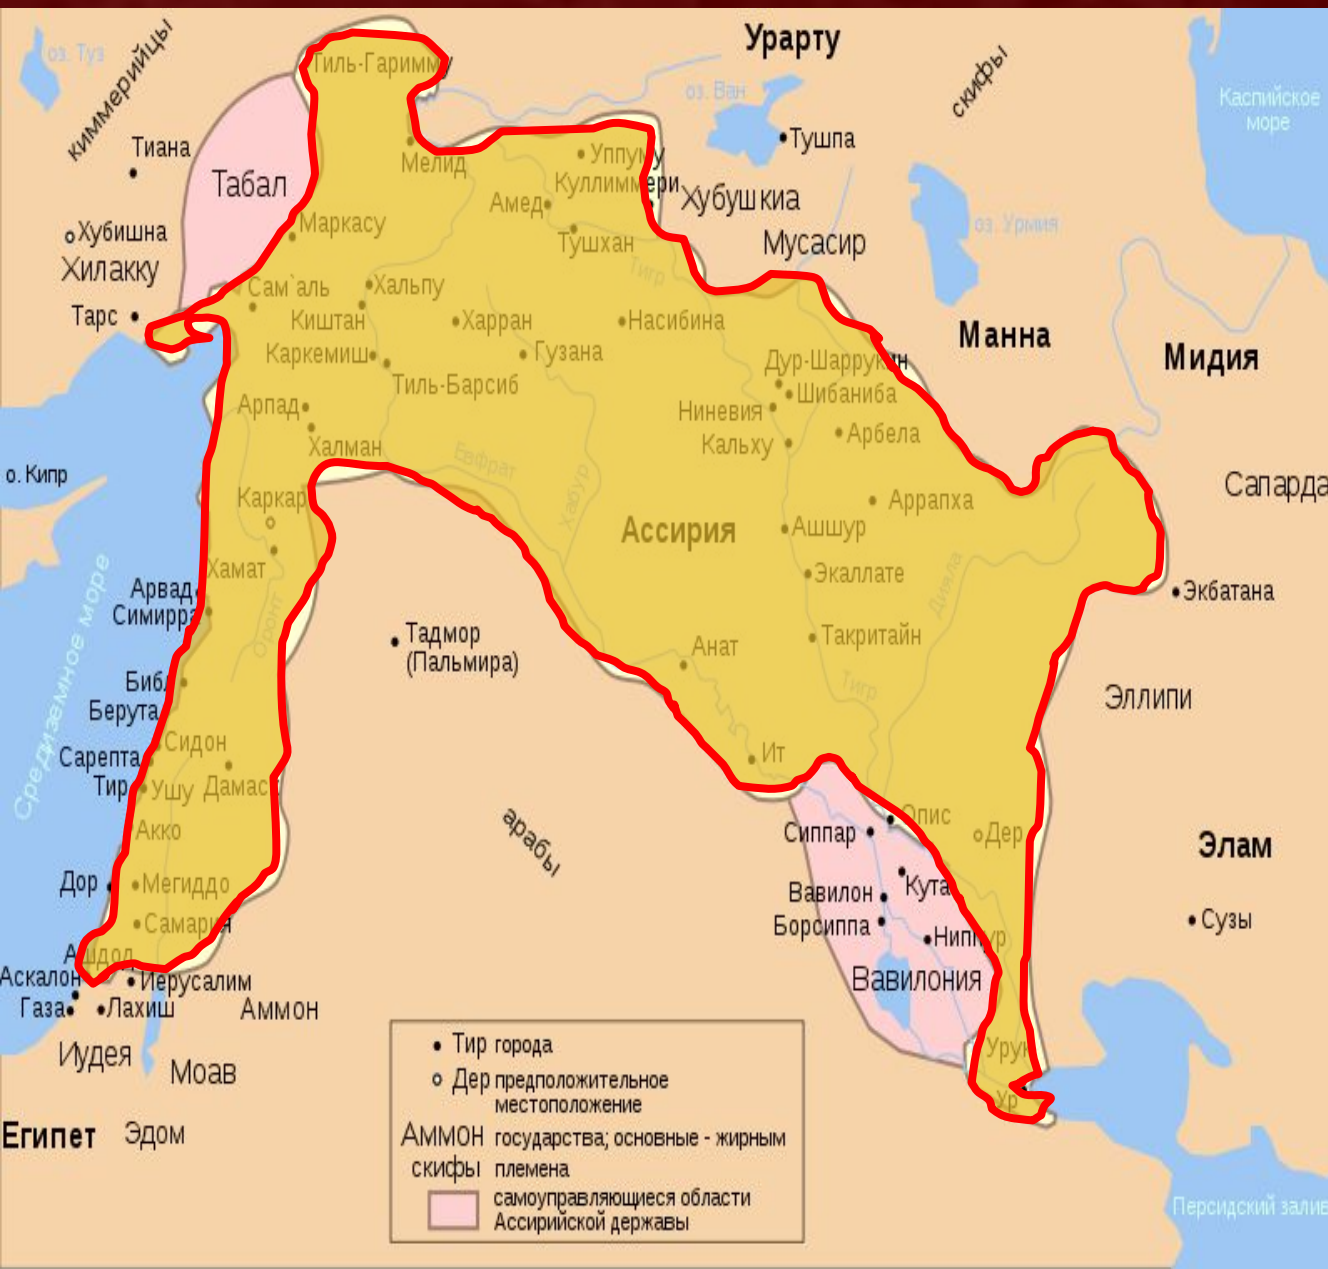 Урарту
киммерийцы
оз. Туз
Тиль-Гаримму
скифы
оз. Ван
Каспийское
море
Тиана
Тушпа
Мелид
Уппуму
Куллиммери
Табал
Амед
Хубушкиа
Хубишна
Маркасу
Тушхан
Мусасир
оз. Урмия
Хилакку
Тигр
Сам`аль
Хальпу
Тарс
Киштан
Харран
Насибина
Манна
Каркемиш
Гузана
Дур-Шаррукин
Мидия
Тиль-Барсиб
Шибаниба
Арпад
Ниневия
Халман
Кальху
Арбела
Евфрат
о. Кипр
Хабур
Каркар
Аррапха
Сапарда
Ассирия
Ашшур
Хамат
Экаллате
Дияла
Арвад
Симирра
Экбатана
Оронт
Средиземное море
Тадмор
(Пальмира)
Такритайн
Анат
Библ
Тигр
Эллипи
Берута
Сидон
Сарепта
Ит
Тир
Ушу
Дамаск
Опис
Акко
арабы
Сиппар
Дер
Элам
Дор
Мегиддо
Вавилон
Кута
Самария
Борсиппа
Ниппур
Сузы
Ашдод
Аскалон
Иерусалим
Вавилония
Газа
Лахиш
Аммон
Иудея
Моав
Урук
Ур
Египет
Эдом
Тир города
Дер предположительное
местоположение
Аммон государства; основные - жирным
скифы племена
самоуправляющиеся области
Ассирийской державы
Персидский залив